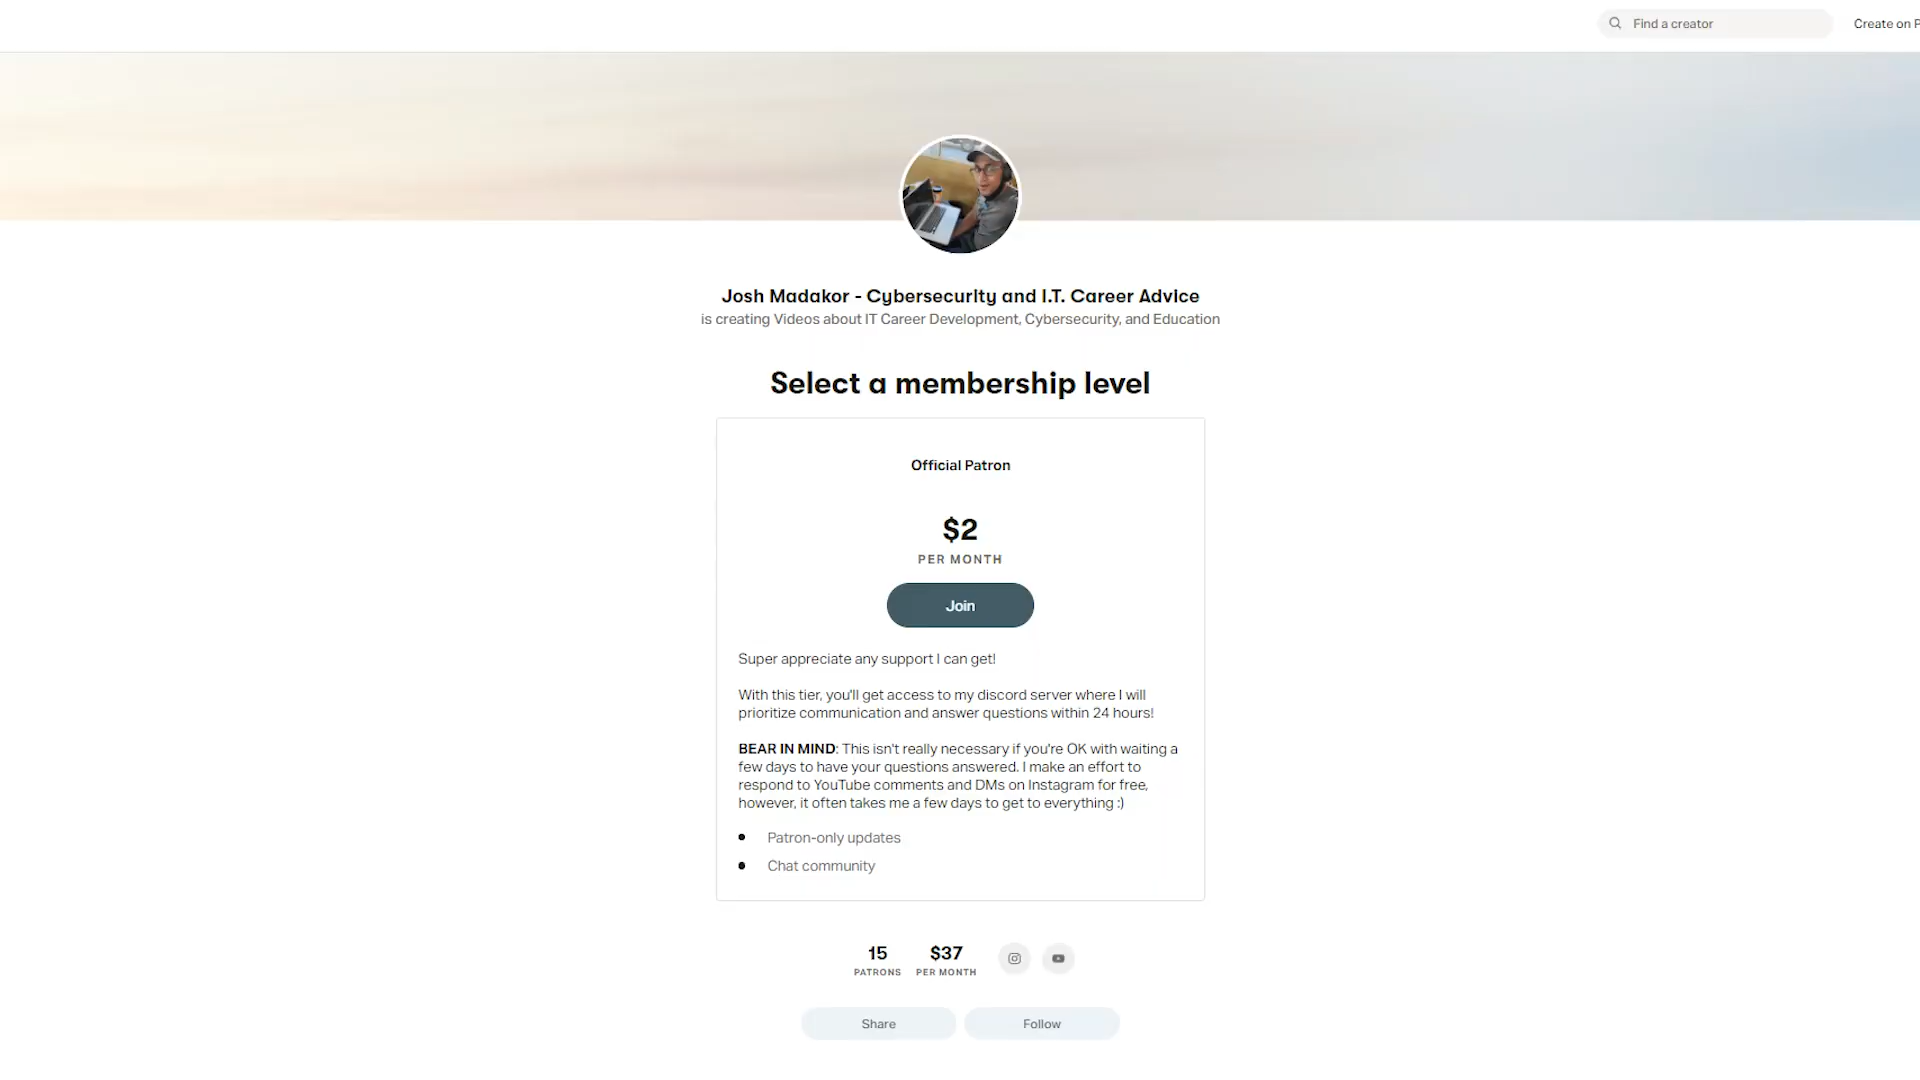 Find a creator
Create on P
Josh Madakor - Cybersecurity and I.T. Career Advice
is creating Videos about IT Career Development, Cybersecurity, and Education
Select a membership level
Official Patron
$2
PER MONTH
Join
Super appreciate any support I can get!
With this tier, you'll get access to my discord server where I will
prioritize communication and answer questions within 24 hours!
BEAR IN MIND: This isn't really necessary if you're OK with waiting a
few days to have your questions answered. I make an effort to
respond to YouTube comments and DMs on Instagram for free,
however, it often takes me a few days to get to everything :)
Patron-only updates
Chat community
15 $37
PATRONS PER MONTH
Share Follow